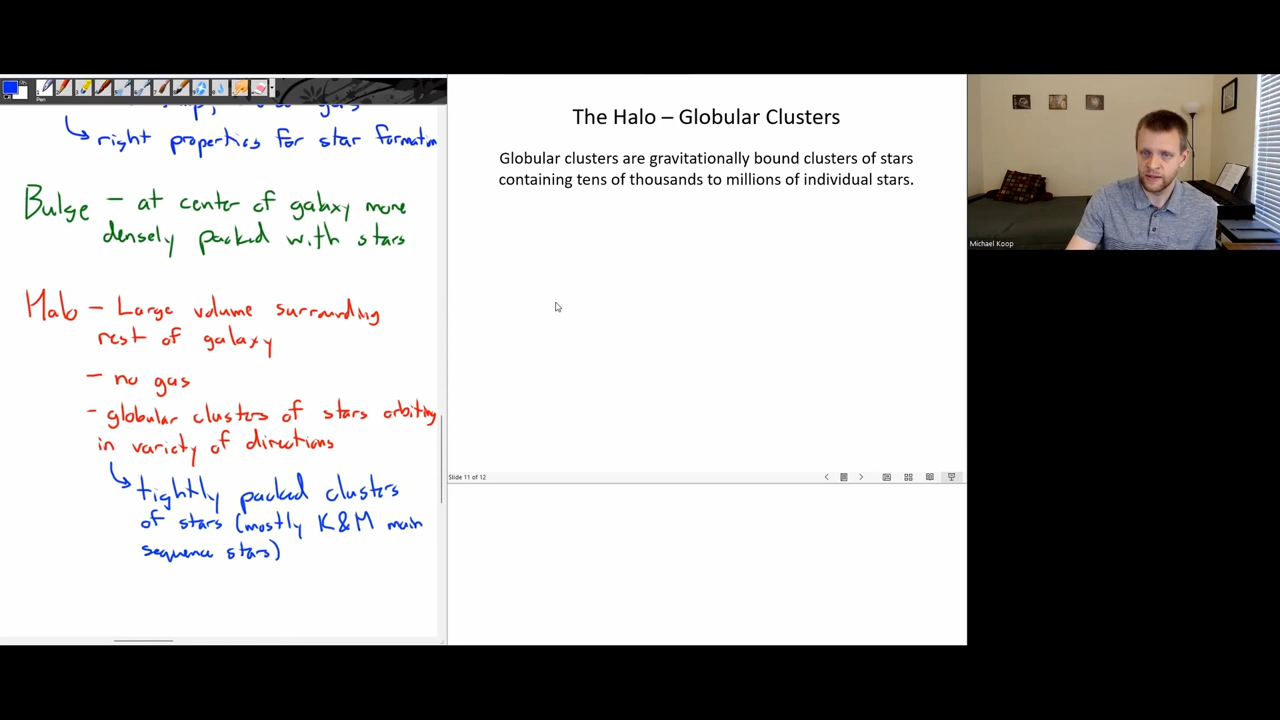 right properties for star formation
Bulge – at center of galaxy more
densely packed with stars
Halo – Large volume surrounding
rest of galaxy
– no gas
- globular clusters of stars orbiting
in variety of directions
tightly packed clusters
of stars (mostly K&M main
sequence stars)
Pen
The Halo – Globular Clusters
Globular clusters are gravitationally bound clusters of stars
containing tens of thousands to millions of individual stars.
Slide 11 of 12
Michael Koop